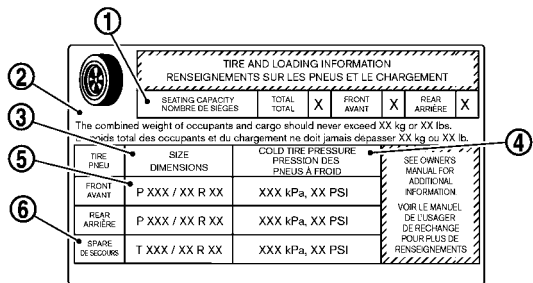 ①
TIRE AND LOADING INFORMATION
RENSEIGNEMENTS SUR LES PNEUS ET LE CHARGEMENT
②
SEATING CAPACITY
NOMBRE DE SIÈGES
TOTAL
TOTAL
X
FRONT
AVANT
X
REAR
ARRIÈRE
X
The combined weight of occupants and cargo should never exceed XX kg or XX lbs.
poids total des occupants et du chargement ne doit jamais depasser XX kg ou XX lb.
③
④
TIRE
PNEU
SIZE
DIMENSIONS
COLD TIRE PRESSURE
PRESSION DES
PNEUS À FROID
⑤
FRONT
AVANT
P XXX / XX R XX
XXX kPa, XX PSI
REAR
ARRIÈRE
P XXX / XX R XX
XXX kPa, XX PSI
⑥
SPARE
DE SECOURS
T XXX / XX R XX
XXX kPa, XX PSI
SEE OWNER'S
MANUAL FOR
ADDITIONAL
INFORMATION.
VOIR LE MANUEL
DE L'USAGER
DE RECHANGE
POUR PLUS DE
RENSEIGNEMENTS